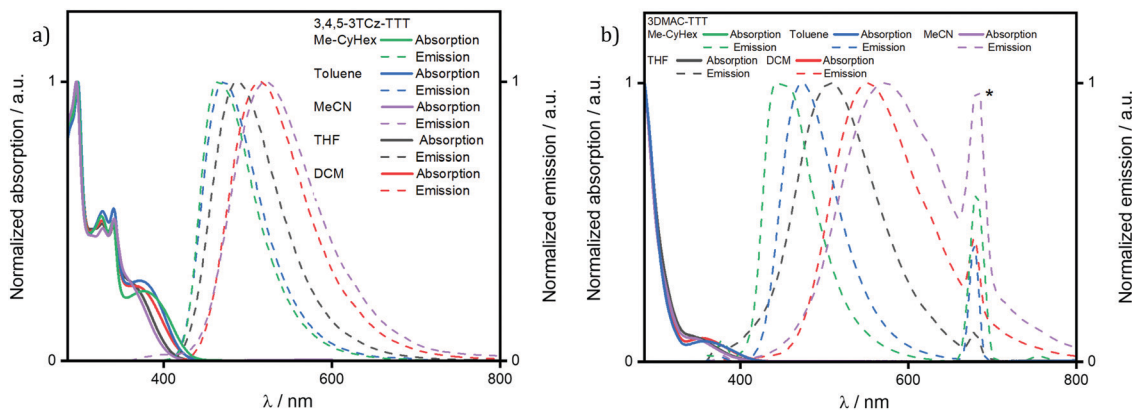 a)
3,4,5-3TCz-TTT
Me-CyHex Absorption
Emission
Toluene Absorption
Emission
MeCN Absorption
Emission
THF Absorption
Emission
DCM Absorption
Emission
Normalized absorption / a.u.
1
0
400
600
800
λ / nm
1
0
Normalized emission / a.u.
b)
3DMAC-TTT
Me-CyHex Absorption Toluene Absorption MeCN Absorption
Emission Emission Emission
THF Absorption DCM Absorption
Emission Emission
*
Normalized absorption / a.u.
1
0
400
600
800
λ / nm
1
0
Normalized emission / a.u.